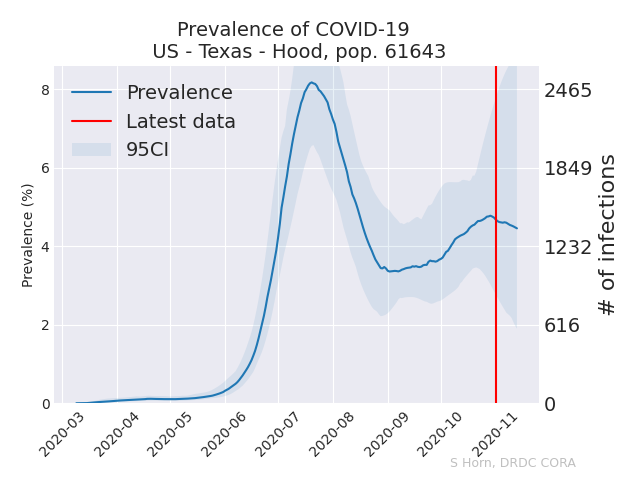 Prevalence of COVID-19
US - Texas - Hood, pop. 61643
Prevalence
Latest data
95CI
Prevalence (%)
8
6
4
2
0
2465
1849
1232
616
0
# of infections
2020-03
2020-04
2020-05
2020-06
2020-07
2020-08
2020-09
2020-10
2020-11
S Horn, DRDC CORA